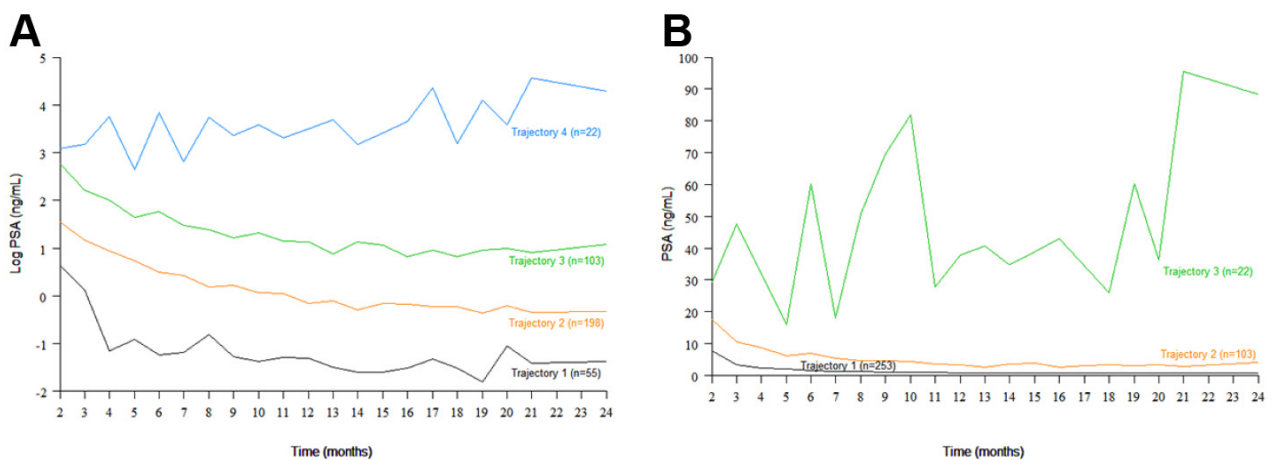 A
B
5
4
3
2
1
0
-1
-2
Log PSA (ng/mL)
Trajectory 4 (n=22)
Trajectory 3 (n=103)
Trajectory 2 (n=198)
Trajectory 1 (n=55)
2 3 4 5 6 7 8 9 10 11 12 13 14 15 16 17 18 19 20 21 22 23 24
Time (months)
100
90
80
70
60
50
40
30
20
10
0
PSA (ng/mL)
Trajectory 3 (n=22)
Trajectory 2 (n=103)
Trajectory 1 (n=253)
2 3 4 5 6 7 8 9 10 11 12 13 14 15 16 17 18 19 20 21 22 23 24
Time (months)